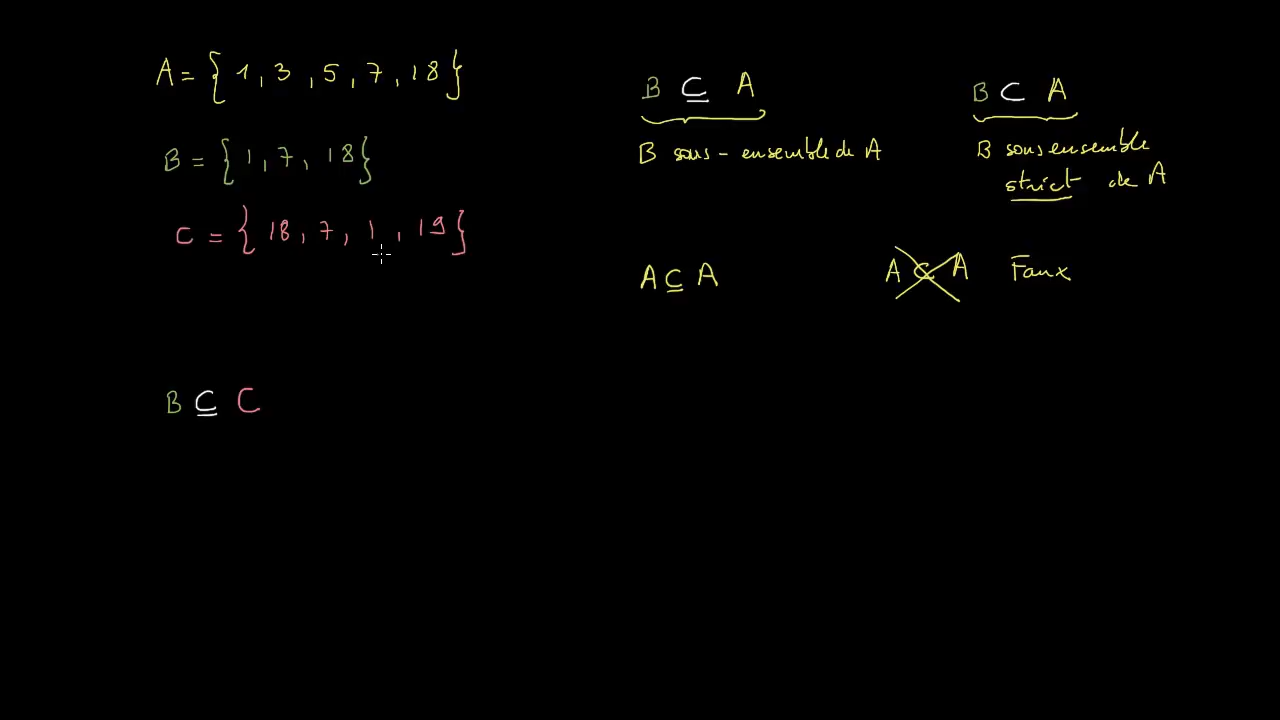 A = { 1, 3, 5, 7, 18}
B = { 1, 7, 18}
C = { 18, 7, 1, 19}
B ⊆ A
B sous-ensemble de A
B ⊂ A
B sous ensemble
strict de A
A ⊆ A
A ⊂ A Faux
B ⊆ C